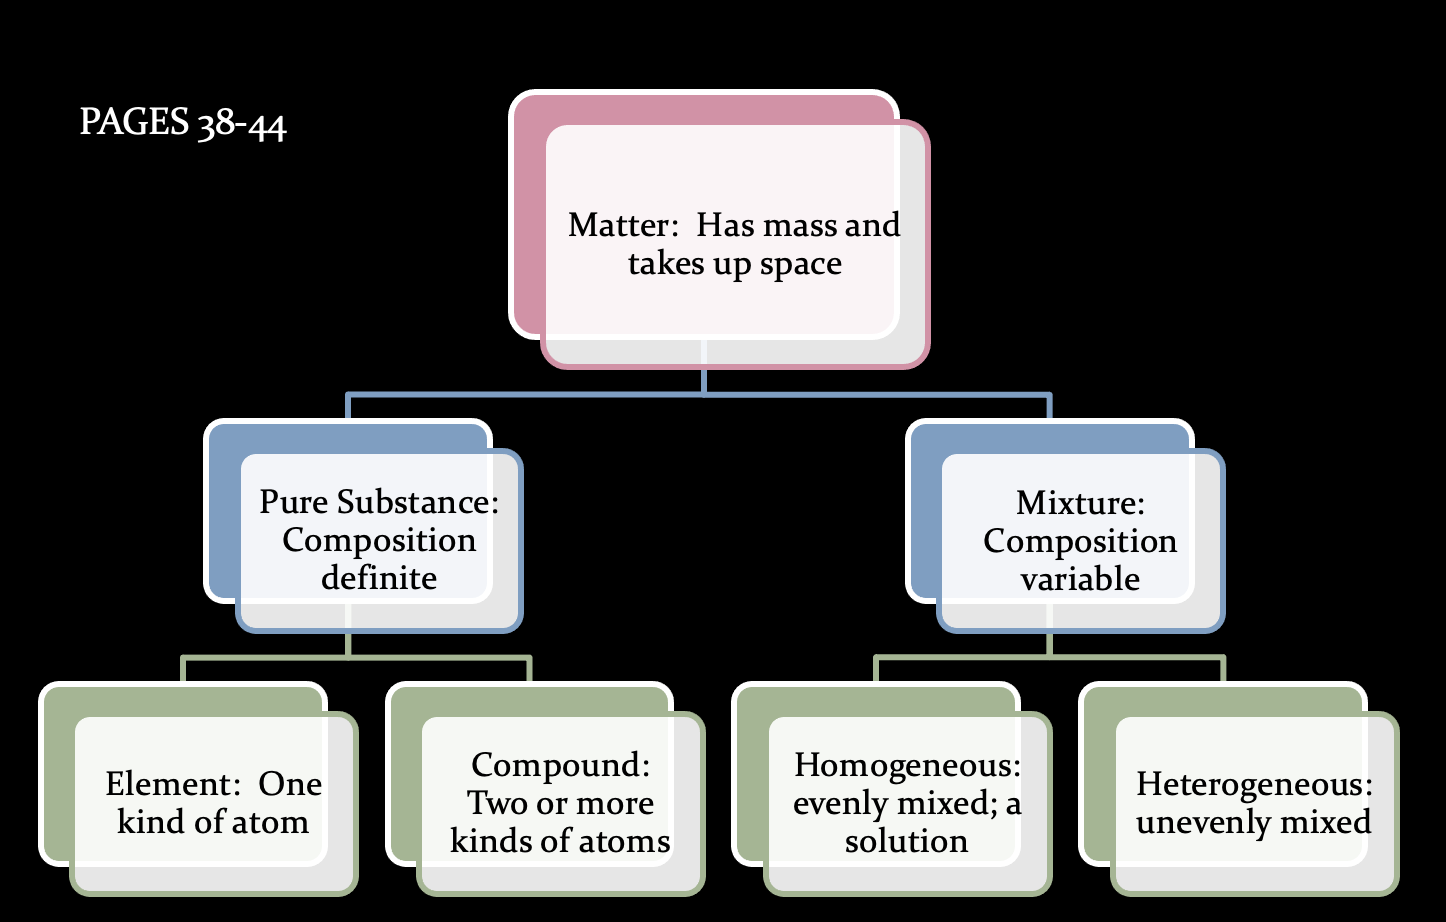 PAGES 38-44
Matter:  Has mass and
takes up space
Pure Substance:
Composition
definite
Mixture:
Composition
variable
Element:  One
kind of atom
Compound:
Two or more
kinds of atoms
Homogeneous:
evenly mixed; a
solution
Heterogeneous:
unevenly mixed